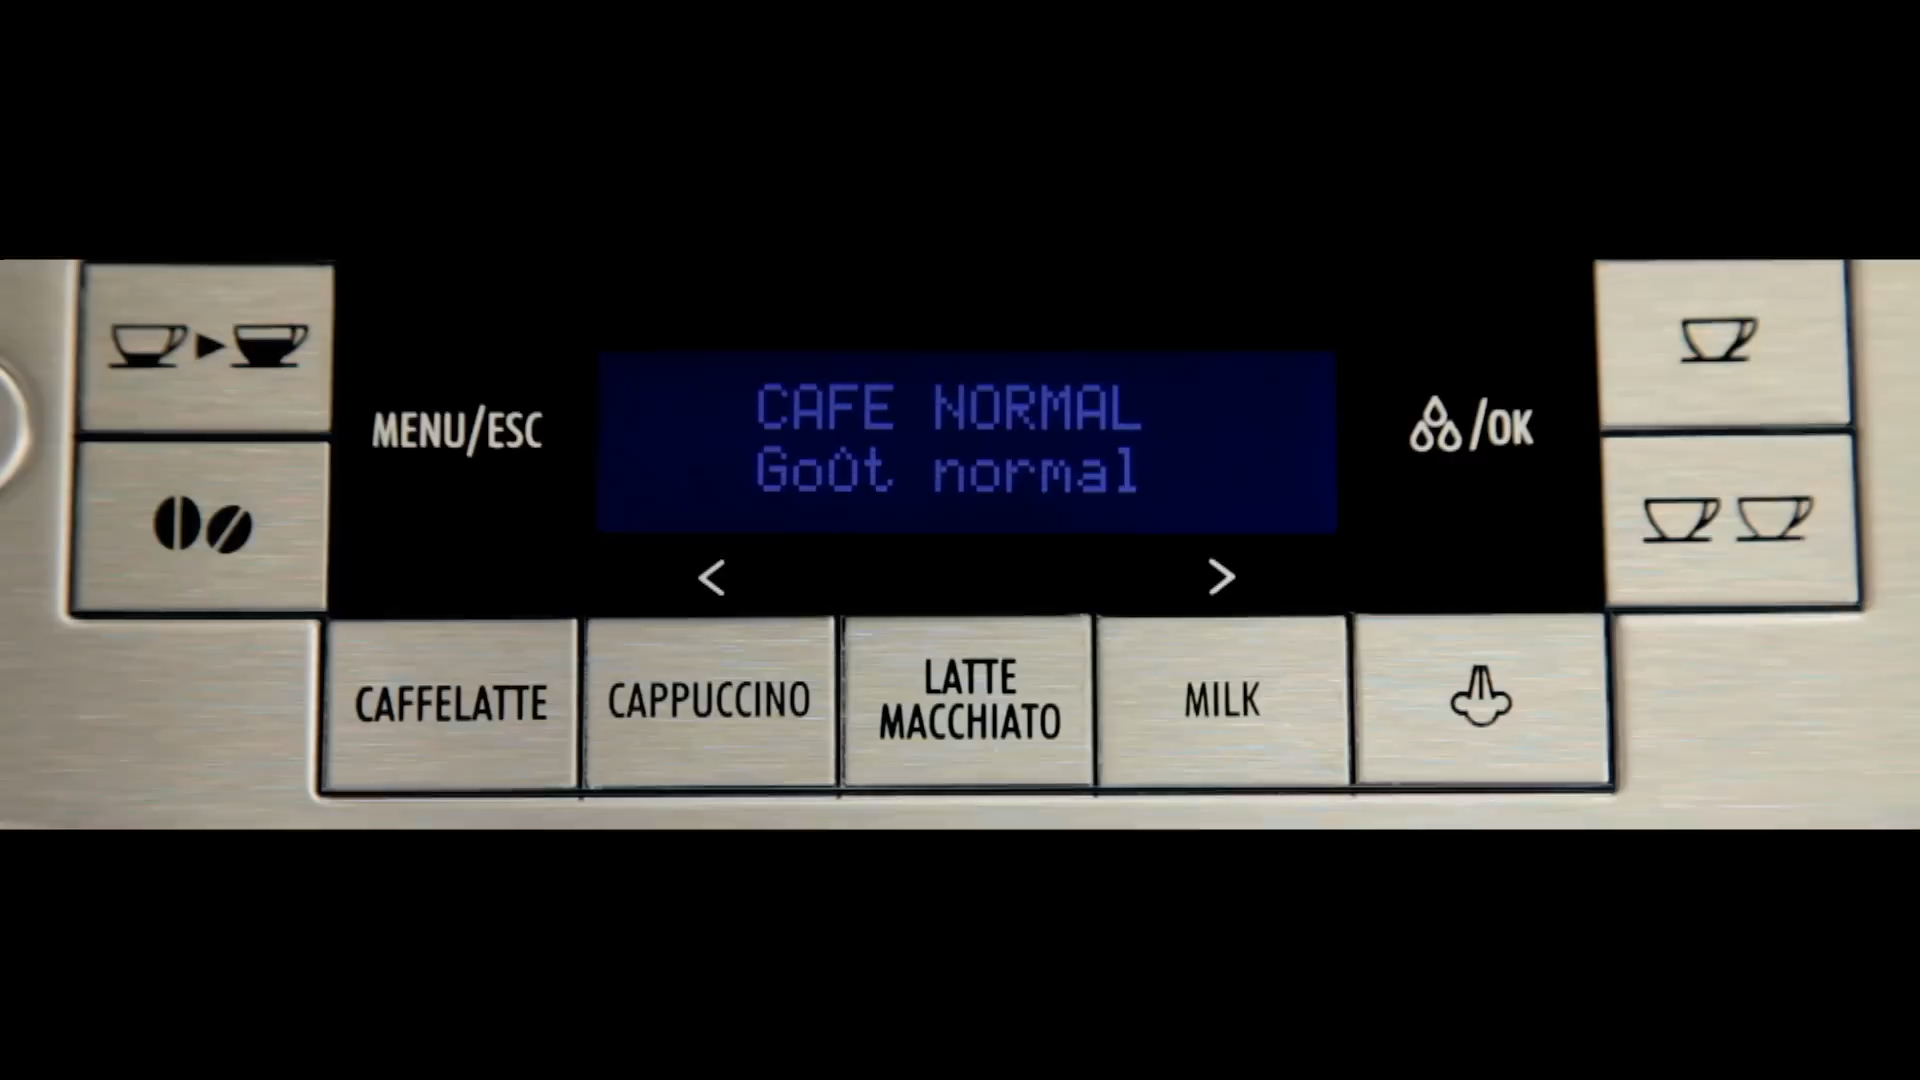 MENU/ESC
CAFE NORMAL
Goût normal
/OK
< >
CAFFELATTE
CAPPUCCINO
LATTE
MACCHIATO
MILK